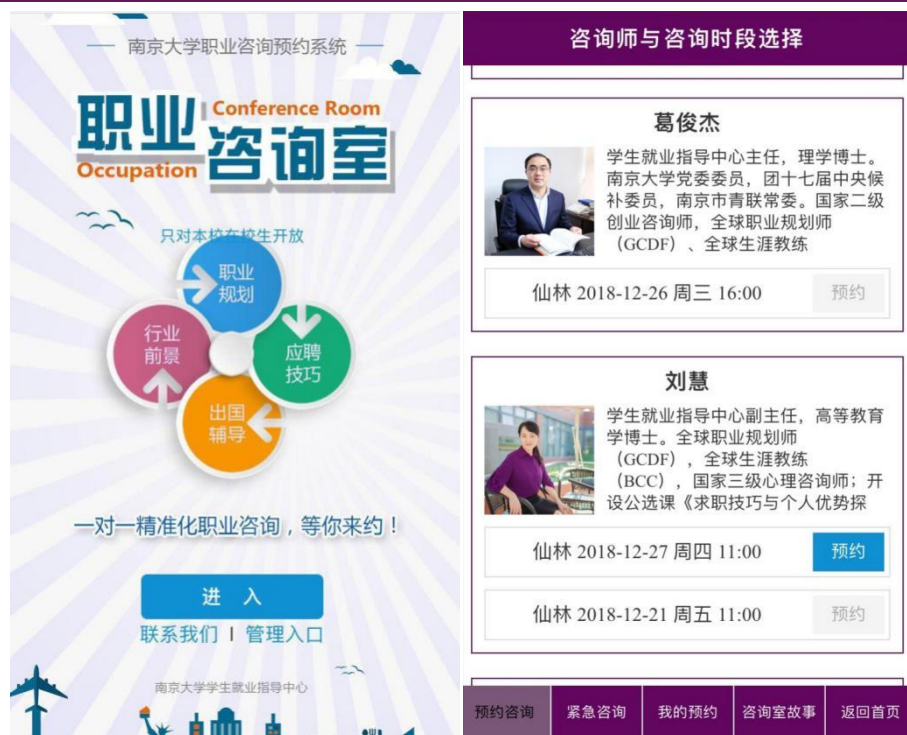 南京大学职业咨询预约系统
职业
Conference Room
Occupation
咨询室
只对本校在校生开放
职业
规划
行业
前景
应聘
技巧
出国
辅导
一对一精准化职业咨询，等你来约！
进 入
联系我们 | 管理入口
南京大学学生就业指导中心
咨询师与咨询时段选择
葛俊杰
学生就业指导中心主任，理学博士。
南京大学党委委员，团十七届中央候
补委员，南京市青联常委。国家二级
创业咨询师，全球职业规划师
（GCDF）、全球生涯教练
仙林 2018-12-26 周三 16:00 预约
刘慧
学生就业指导中心副主任，高等教育
学博士。全球职业规划师
（GCDF），全球生涯教练
（BCC），国家三级心理咨询师；开
设公选课《求职技巧与个人优势探
仙林 2018-12-27 周四 11:00 预约
仙林 2018-12-21 周五 11:00 预约
预约咨询 紧急咨询 我的预约 咨询室故事 返回首页